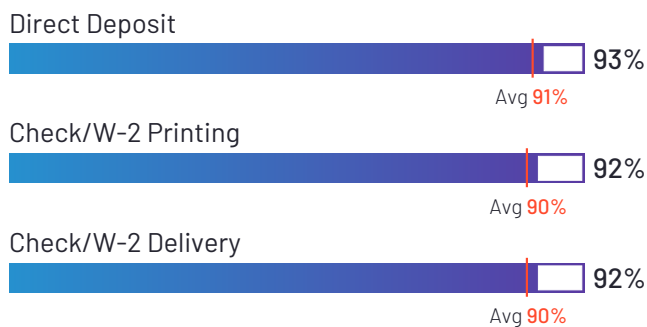 Direct Deposit
93%
Avg 91%
Check/W-2 Printing
92%
Avg 90%
Check/W-2 Delivery
92%
Avg 90%